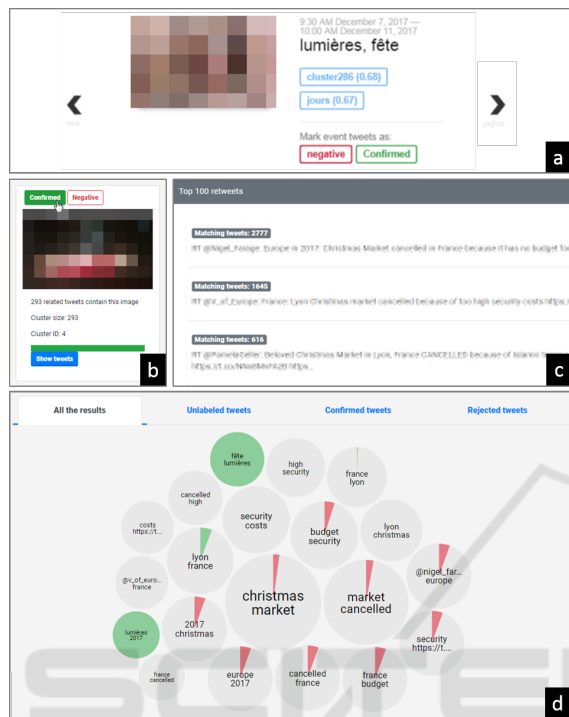 9:30 AM December 7, 2017 —
10:00 AM December 11, 2017
lumières, fête
cluster286 (0.68)
jours (0.67)
Mark event tweets as:
negative
Confirmed
a
Confirmed
Negative
293 related tweets contain this image
Cluster size: 293
Cluster ID: 4
Show tweets
b
Top 100 retweets
Matching tweets: 2777
RT @Nigel_Farage: Europe in 2017: Christmas Market cancelled in France because it has no budget for
Matching tweets: 1645
RT @V_of_Europe: France: Lyon Christmas market cancelled because of too high security costs https:/
Matching tweets: 616
RT @PamelaGeller: Beloved Christmas Market in Lyon, France CANCELLED because of Islamic
c
All the results
Unlabeled tweets
Confirmed tweets
Rejected tweets
fête
lumières
high
security
france
lyon
cancelled
high
security
costs
budget
security
lyon
christmas
costs
https://t....
lyon
france
@nigel_far...
europe
@v_of_euro...
france
christmas
market
market
cancelled
2017
christmas
lumières
2017
security
https://t....
france
cancelled
europe
2017
cancelled
france
france
budget
d